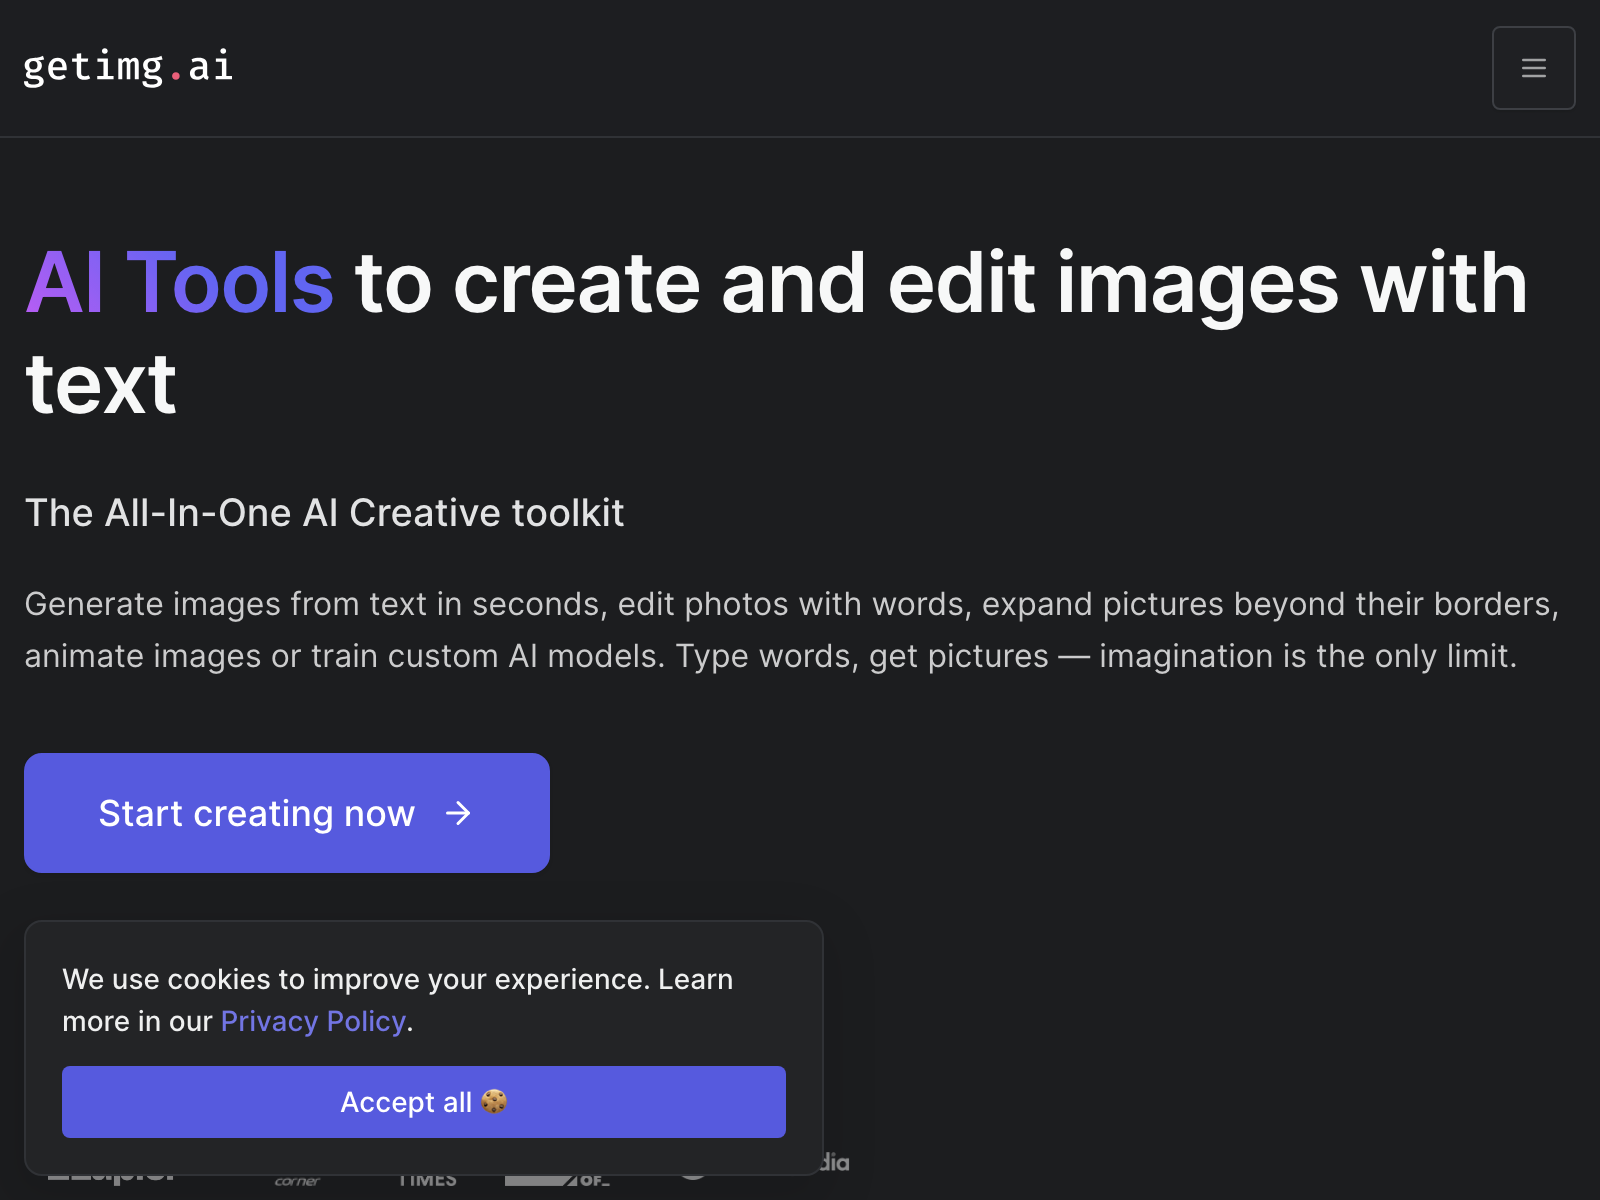 getimg.ai
AI Tools to create and edit images with
text
The All-In-One AI Creative toolkit
Generate images from text in seconds, edit photos with words, expand pictures beyond their borders,
animate images or train custom AI models. Type words, get pictures — imagination is the only limit.
Start creating now
We use cookies to improve your experience. Learn
more in our Privacy Policy.
Accept all
corner
TIMES